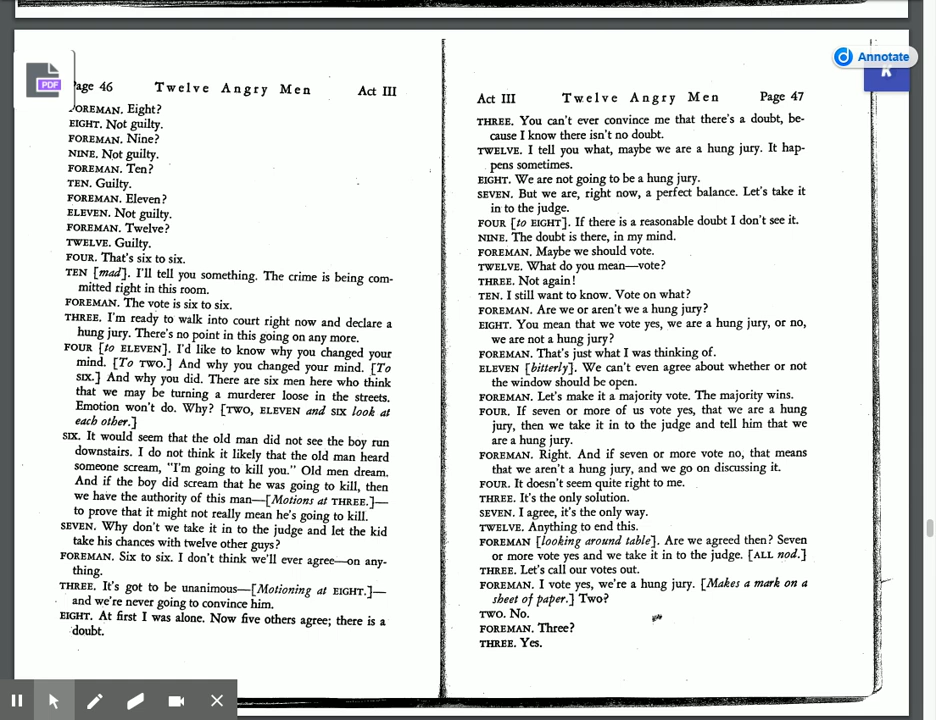 PDF
Annotate
Page 46 Twelve Angry Men Act III
FOREMAN. Eight?
EIGHT. Not guilty.
FOREMAN. Nine?
NINE. Not guilty.
FOREMAN. Ten?
TEN. Guilty.
FOREMAN. Eleven?
ELEVEN. Not guilty.
FOREMAN. Twelve?
TWELVE. Guilty.
FOUR. That's six to six.
TEN [mad]. I'll tell you something. The crime is being com-
mitted right in this room.
FOREMAN. The vote is six to six.
THREE. I'm ready to walk into court right now and declare a
hung jury. There's no point in this going on any more.
FOUR [to ELEVEN]. I'd like to know why you changed your
mind. [To TWO.] And why you changed your mind. [To
SIX.] And why you did. There are six men here who think
that we may be turning a murderer loose in the streets.
Emotion won't do. Why? [TWO, ELEVEN and SIX look at
each other.]
SIX. It would seem that the old man did not see the boy run
downstairs. I do not think it likely that the old man heard
someone scream, "I'm going to kill you." Old men dream.
And if the boy did scream that he was going to kill, then
we have the authority of this man—[Motions at THREE.]—
to prove that it might not really mean he's going to kill.
SEVEN. Why don't we take it in to the judge and let the kid
take his chances with twelve other guys?
FOREMAN. Six to six. I don't think we'll ever agree—on any-
thing.
THREE. It's got to be unanimous—[Motioning at EIGHT.]—
and we're never going to convince him.
EIGHT. At first I was alone. Now five others agree; there is a
doubt.
Act III Twelve Angry Men Page 47
THREE. You can't ever convince me that there's a doubt, be-
cause I know there isn't no doubt.
TWELVE. I tell you what, maybe we are a hung jury. It hap-
pens sometimes.
EIGHT. We are not going to be a hung jury.
SEVEN. But we are, right now, a perfect balance. Let's take it
in to the judge.
FOUR [to EIGHT]. If there is a reasonable doubt I don't see it.
NINE. The doubt is there, in my mind.
FOREMAN. Maybe we should vote.
TWELVE. What do you mean—vote?
THREE. Not again!
TEN. I still want to know. Vote on what?
FOREMAN. Are we or aren't we a hung jury?
EIGHT. You mean that we vote yes, we are a hung jury, or no,
we are not a hung jury?
FOREMAN. That's just what I was thinking of.
ELEVEN [bitterly]. We can't even agree about whether or not
the window should be open.
FOREMAN. Let's make it a majority vote. The majority wins.
FOUR. If seven or more of us vote yes, that we are a hung
jury, then we take it in to the judge and tell him that we
are a hung jury.
FOREMAN. Right. And if seven or more vote no, that means
that we aren't a hung jury, and we go on discussing it.
FOUR. It doesn't seem quite right to me.
THREE. It's the only solution.
SEVEN. I agree, it's the only way.
TWELVE. Anything to end this.
FOREMAN [looking around table]. Are we agreed then? Seven
or more vote yes and we take it in to the judge. [ALL nod.]
THREE. Let's call our votes out.
FOREMAN. I vote yes, we're a hung jury. [Makes a mark on a
sheet of paper.] Two?
TWO. No.
FOREMAN. Three?
THREE. Yes.